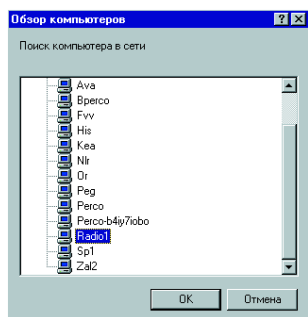 Обзор компьютеров
Поиск компьютера в сети
Ava
Bperco
Fvv
His
Kea
Nlr
Or
Peg
Perco
Perco-b4iy7iobo
Radio1
Sp1
Zal2
OK
Отмена